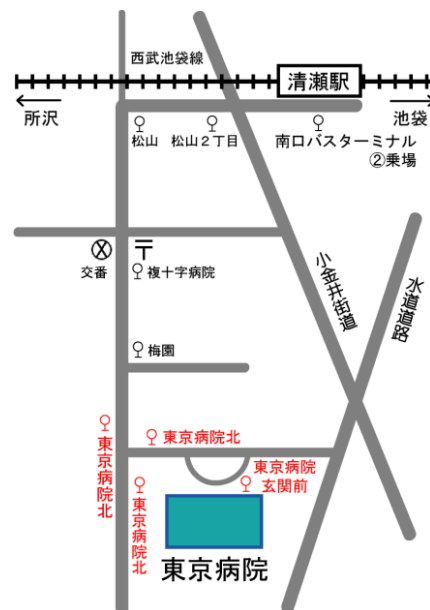 西武池袋線
清瀬駅
所沢
池袋
松山
松山2丁目
南口バスターミナル
②乗場
小金井街道
水道道路
交番
複十字病院
梅園
東京病院北
東京病院北
東京病院
玄関前
東京病院北
東京病院